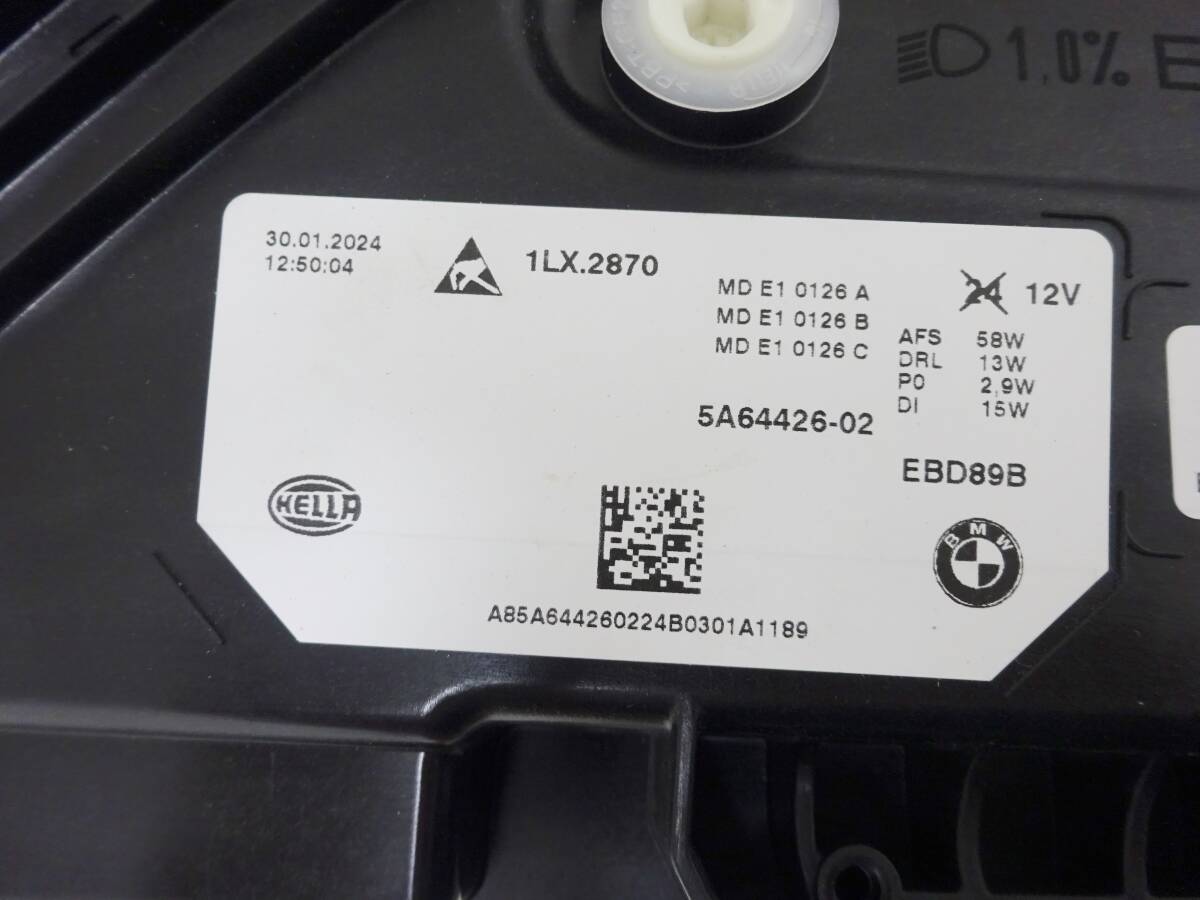 1,0%
30.01.2024
12:50:04
1LX.2870
MD E1 0126 A
MD E1 0126 B
MD E1 0126 C
24 12V
AFS 58W
DRL 13W
PO 2,9W
DI 15W
5A64426-02
EBD89B
HELLA
BMW
A85A644260224B0301A1189